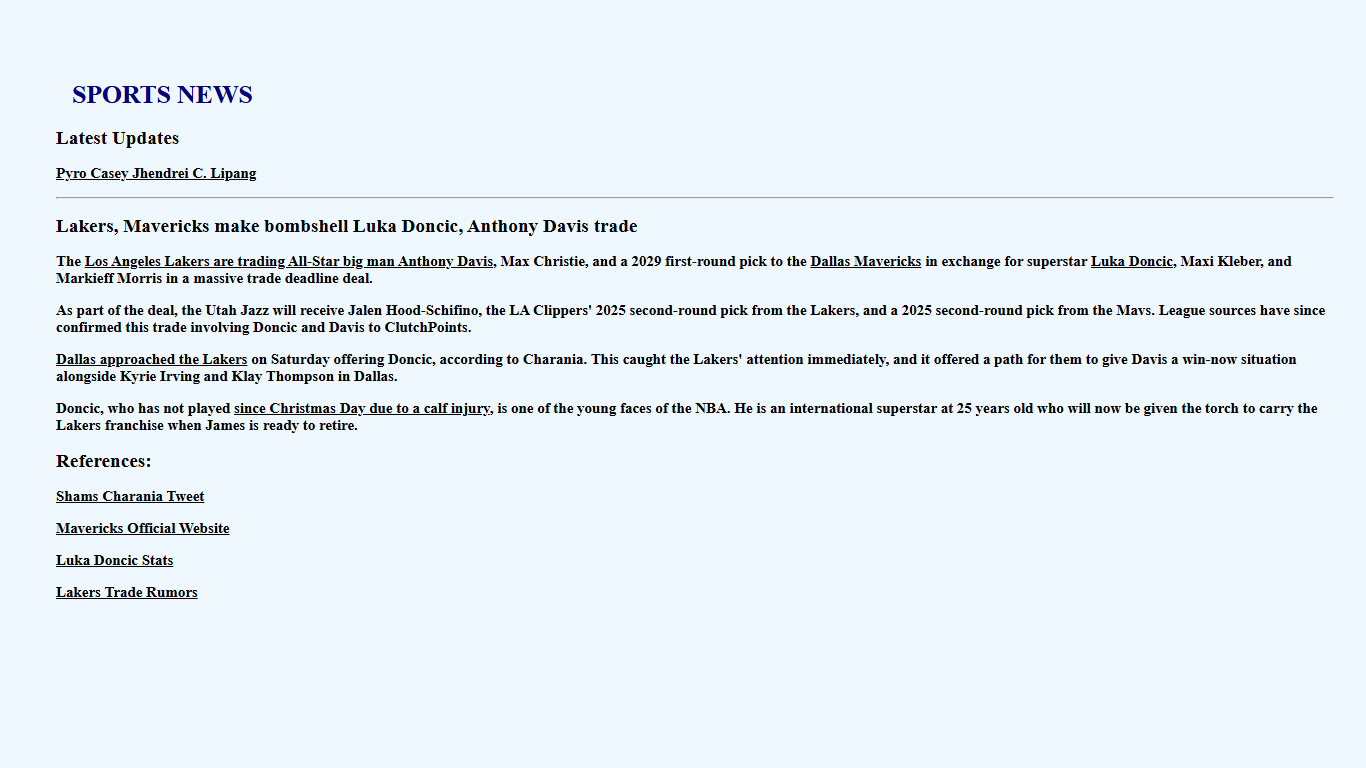 SPORTS NEWS
Latest Updates
Pyro Casey Jhendrei C. Lipang
Lakers, Mavericks make bombshell Luka Doncic, Anthony Davis trade
The Los Angeles Lakers are trading All-Star big man Anthony Davis, Max Christie, and a 2029 first-round pick to the Dallas Mavericks in exchange for superstar Luka Doncic, Maxi Kleber, and
Markieff Morris in a massive trade deadline deal.
As part of the deal, the Utah Jazz will receive Jalen Hood-Schifino, the LA Clippers' 2025 second-round pick from the Lakers, and a 2025 second-round pick from the Mavs. League sources have since
confirmed this trade involving Doncic and Davis to ClutchPoints.
Dallas approached the Lakers on Saturday offering Doncic, according to Charania. This caught the Lakers' attention immediately, and it offered a path for them to give Davis a win-now situation
alongside Kyrie Irving and Klay Thompson in Dallas.
Doncic, who has not played since Christmas Day due to a calf injury, is one of the young faces of the NBA. He is an international superstar at 25 years old who will now be given the torch to carry the
Lakers franchise when James is ready to retire.
References:
Shams Charania Tweet
Mavericks Official Website
Luka Doncic Stats
Lakers Trade Rumors